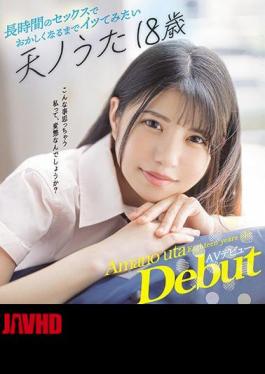 長時間のセックスで
おかしくなるまでイッてみたい
天ノうた 18歳
こんな事思っちゃう
私って、変態なんでしょうか?
Amano uta Eighteen years old
Debut
AVデビュー
JAVHD